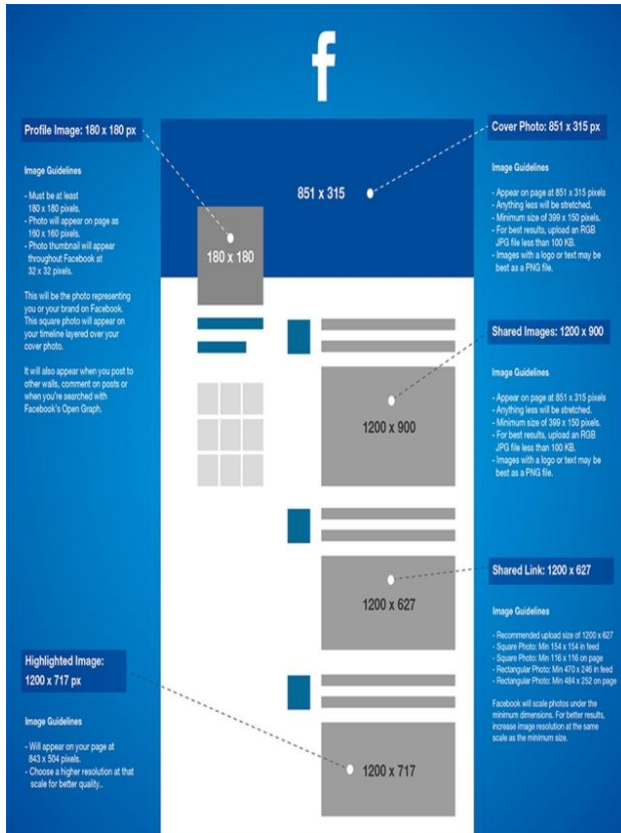 f
Profile Image: 180 x 180 px
Image Guidelines
- Must be at least
180 x 180 pixels.
- Photo will appear on page as
160 x 160 pixels.
- Photo thumbnail will appear
throughout Facebook at
32 x 32 pixels.
This will be the photo representing
you or your brand on Facebook.
This square photo will appear on
your timeline layered over your
cover photo.
It will also appear when you post to
other walls, comment on posts or
when you're searched with
Facebook's Open Graph.
851 x 315
180 x 180
Cover Photo: 851 x 315 px
Image Guidelines
- Appear on page at 851 x 315 pixels
- Anything less will be stretched.
- Minimum size of 399 x 150 pixels.
- For best results, upload an RGB
JPG file less than 100 KB.
- Images with a logo or text may be
best as a PNG file.
Shared Images: 1200 x 900
Image Guidelines
- Appear on page at 851 x 315 pixels
- Anything less will be stretched.
- Minimum size of 399 x 150 pixels.
- For best results, upload an RGB
JPG file less than 100 KB.
- Images with a logo or text may be
best as a PNG file.
1200 x 900
Shared Link: 1200 x 627
Image Guidelines
- Recommended upload size of 1200 x 627
- Square Photo: Min 154 x 154 in feed
- Square Photo: Min 116 x 116 on page
- Rectangular Photo: Min 470 x 246 in feed
- Rectangular Photo: Min 484 x 252 on page
Facebook will scale photos under the
minimum dimensions. For better results,
increase image resolution at the same
scale as the minimum size.
1200 x 627
Highlighted Image:
1200 x 717 px
Image Guidelines
- Will appear on your page at
843 x 504 pixels.
- Choose a higher resolution at that
scale for better quality..
1200 x 717